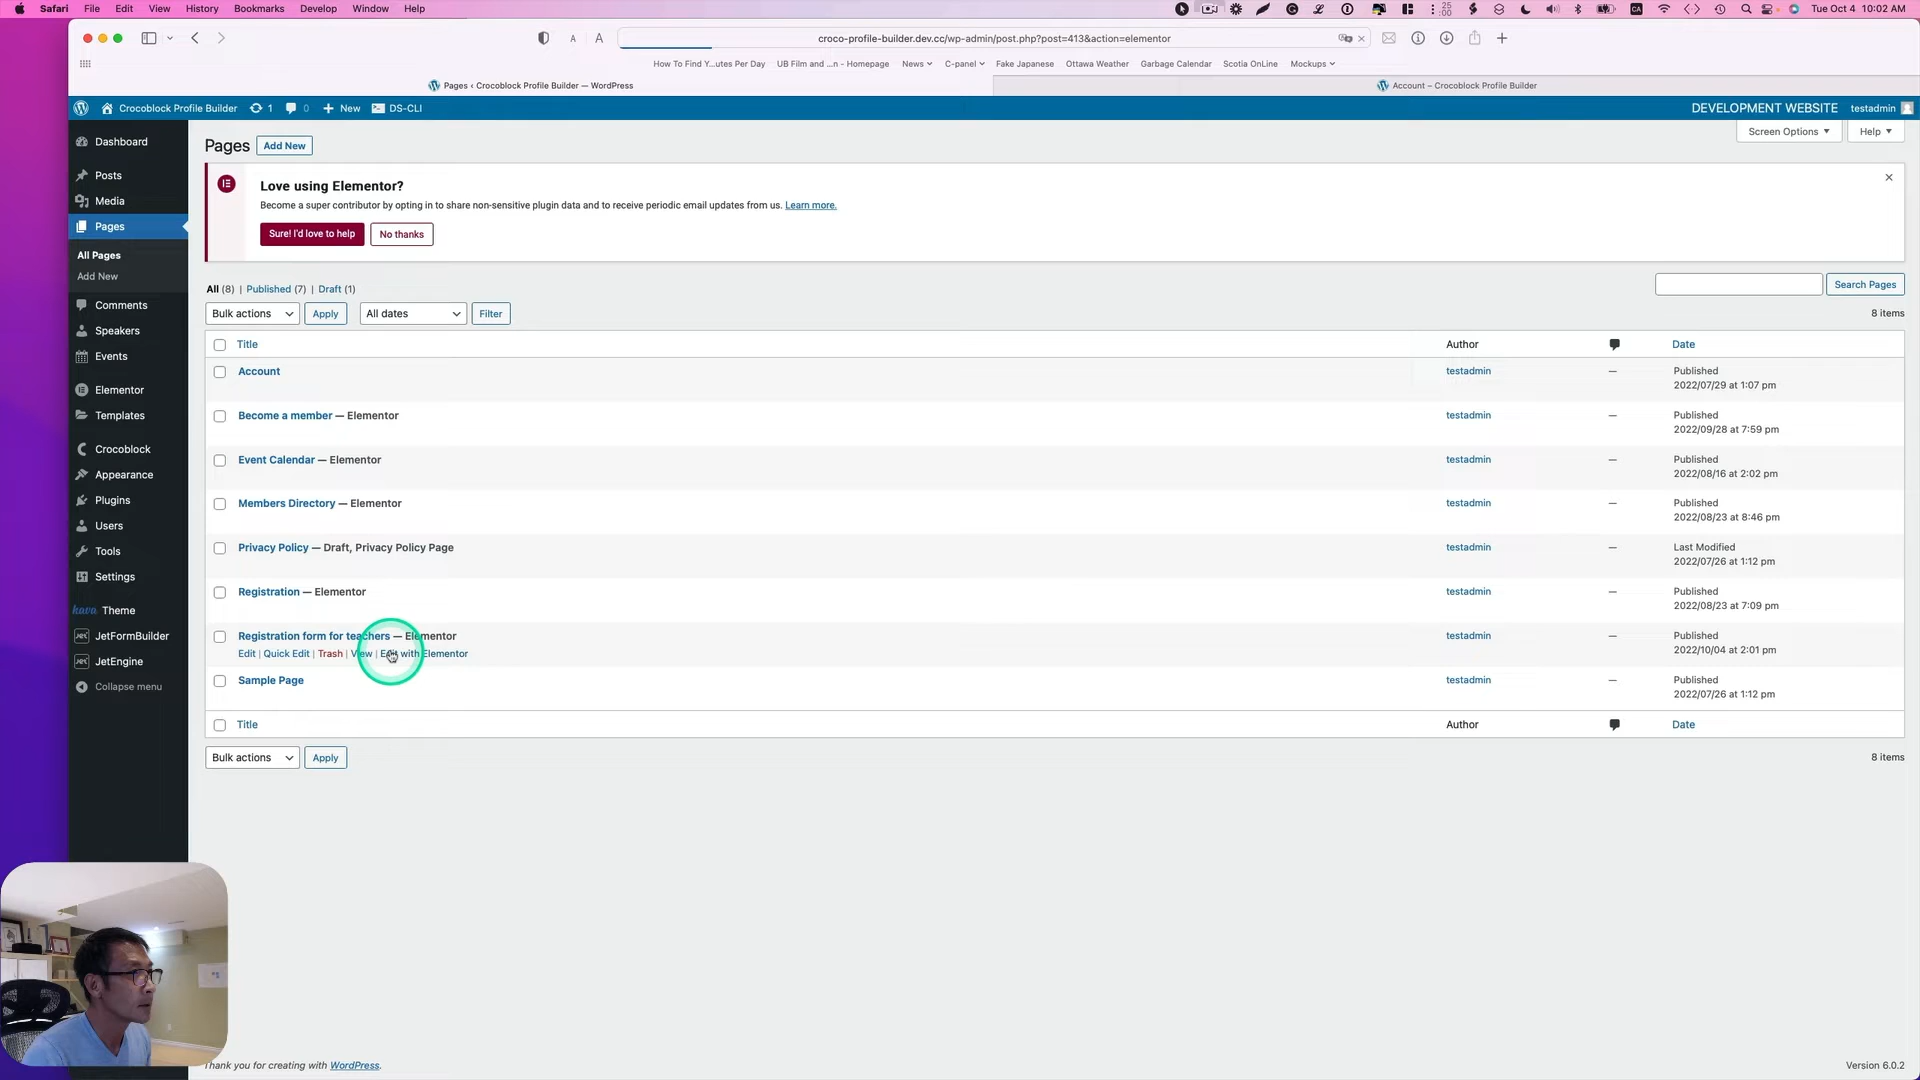 Safari File Edit View History Bookmarks Develop Window Help
25
:00
CA
Tue Oct 4 10:02 AM
A A
croco-profile-builder.dev.cc/wp-admin/post.php?post=413&action=elementor
How To Find Y...utes Per Day UB Film and ...n - Homepage News C-panel Fake Japanese Ottawa Weather Garbage Calendar Scotia OnLine Mockups
Pages ‹ Crocoblock Profile Builder — WordPress
Account – Crocoblock Profile Builder
Crocoblock Profile Builder 1 0 New DS-CLI
DEVELOPMENT WEBSITE testadmin
Dashboard
Posts
Media
Pages
All Pages
Add New
Comments
Speakers
Events
Elementor
Templates
Crocoblock
Appearance
Plugins
Users
Tools
Settings
kava Theme
JetFormBuilder
JetEngine
Collapse menu
Screen Options Help
Pages Add New
Love using Elementor?
Become a super contributor by opting in to share non-sensitive plugin data and to receive periodic email updates from us. Learn more.
Sure! I'd love to help No thanks
All (8) | Published (7) | Draft (1)
Search Pages
Bulk actions Apply All dates Filter
8 items
Title Author Date
Account testadmin — Published
2022/07/29 at 1:07 pm
Become a member — Elementor testadmin — Published
2022/09/28 at 7:59 pm
Event Calendar — Elementor testadmin — Published
2022/08/16 at 2:02 pm
Members Directory — Elementor testadmin — Published
2022/08/23 at 8:46 pm
Privacy Policy — Draft, Privacy Policy Page testadmin — Last Modified
2022/07/26 at 1:12 pm
Registration — Elementor testadmin — Published
2022/08/23 at 7:09 pm
Registration form for teachers — Elementor testadmin — Published
Edit | Quick Edit | Trash | View | Edit with Elementor 2022/10/04 at 2:01 pm
Sample Page testadmin — Published
2022/07/26 at 1:12 pm
Title Author Date
Bulk actions Apply
8 items
Thank you for creating with WordPress.
Version 6.0.2